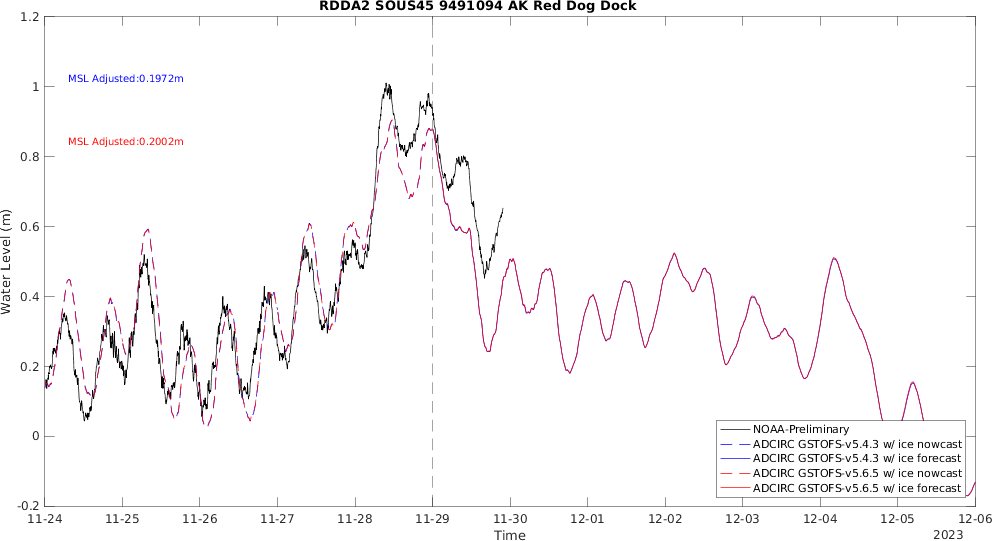 RDDA2 SOUS45 9491094 AK Red Dog Dock
1.2
1
0.8
0.6
0.4
0.2
0
-0.2
Water Level (m)
MSL Adjusted:0.1972m
MSL Adjusted:0.2002m
NOAA-Preliminary
ADCIRC GSTOFS-v5.4.3 w/ ice nowcast
ADCIRC GSTOFS-v5.4.3 w/ ice forecast
ADCIRC GSTOFS-v5.6.5 w/ ice nowcast
ADCIRC GSTOFS-v5.6.5 w/ ice forecast
11-24 11-25 11-26 11-27 11-28 11-29 11-30 12-01 12-02 12-03 12-04 12-05 12-06
Time
2023